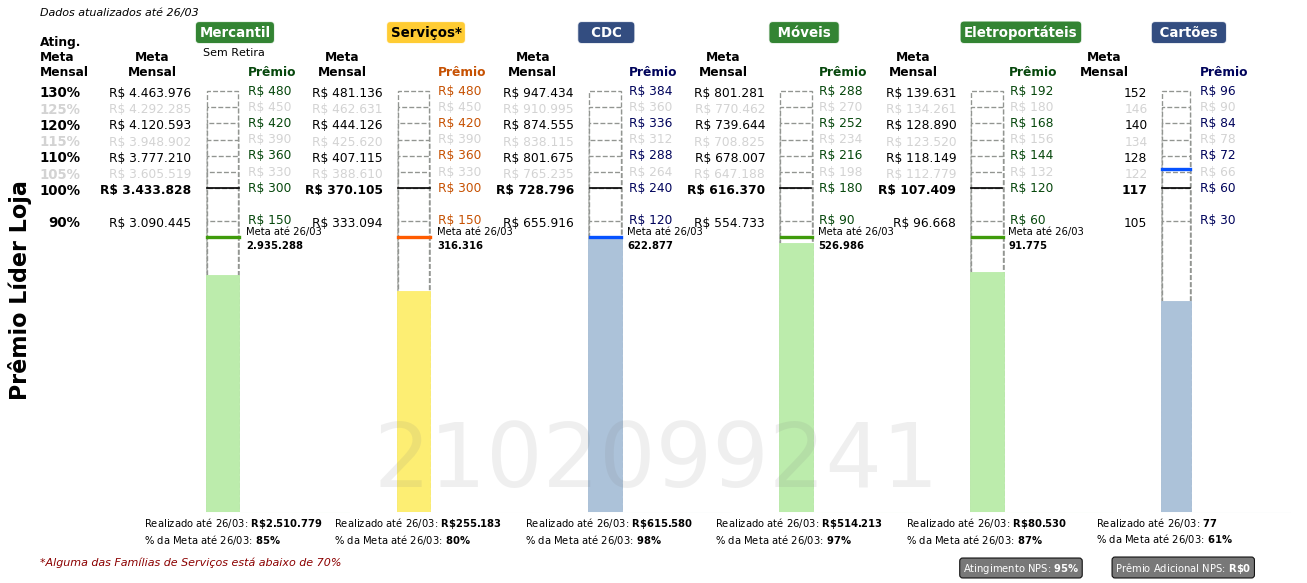 Dados atualizados até 26/03
Mercantil Serviços* CDC Móveis Eletroportáteis Cartões
Sem Retira
Ating. Meta Mensal Meta Mensal Prêmio Meta Mensal Prêmio Meta Mensal Prêmio Meta Mensal Prêmio Meta Mensal Prêmio Meta Mensal Prêmio
130% R$ 4.463.976 R$ 480 R$ 481.136 R$ 480 R$ 947.434 R$ 384 R$ 801.281 R$ 288 R$ 139.631 R$ 192 152 R$ 96
125% R$ 4.292.285 R$ 450 R$ 462.631 R$ 450 R$ 910.995 R$ 360 R$ 770.462 R$ 270 R$ 134.261 R$ 180 146 R$ 90
120% R$ 4.120.593 R$ 420 R$ 444.126 R$ 420 R$ 874.555 R$ 336 R$ 739.644 R$ 252 R$ 128.890 R$ 168 140 R$ 84
115% R$ 3.948.902 R$ 390 R$ 425.620 R$ 390 R$ 838.115 R$ 312 R$ 708.825 R$ 234 R$ 123.520 R$ 156 134 R$ 78
110% R$ 3.777.210 R$ 360 R$ 407.115 R$ 360 R$ 801.675 R$ 288 R$ 678.007 R$ 216 R$ 118.149 R$ 144 128 R$ 72
105% R$ 3.605.519 R$ 330 R$ 388.610 R$ 330 R$ 765.235 R$ 264 R$ 647.188 R$ 198 R$ 112.779 R$ 132 122 R$ 66
100% R$ 3.433.828 R$ 300 R$ 370.105 R$ 300 R$ 728.796 R$ 240 R$ 616.370 R$ 180 R$ 107.409 R$ 120 117 R$ 60
90% R$ 3.090.445 R$ 150 R$ 333.094 R$ 150 R$ 655.916 R$ 120 R$ 554.733 R$ 90 R$ 96.668 R$ 60 105 R$ 30
Meta até 26/03 Meta até 26/03 Meta até 26/03 Meta até 26/03 Meta até 26/03
2.935.288 316.316 622.877 526.986 91.775
Prêmio Líder Loja
2102099241
Realizado até 26/03: R$2.510.779 Realizado até 26/03: R$255.183 Realizado até 26/03: R$615.580 Realizado até 26/03: R$514.213 Realizado até 26/03: R$80.530 Realizado até 26/03: 77
% da Meta até 26/03: 85% % da Meta até 26/03: 80% % da Meta até 26/03: 98% % da Meta até 26/03: 97% % da Meta até 26/03: 87% % da Meta até 26/03: 61%
*Alguma das Famílias de Serviços está abaixo de 70%
Atingimento NPS: 95% Prêmio Adicional NPS: R$0